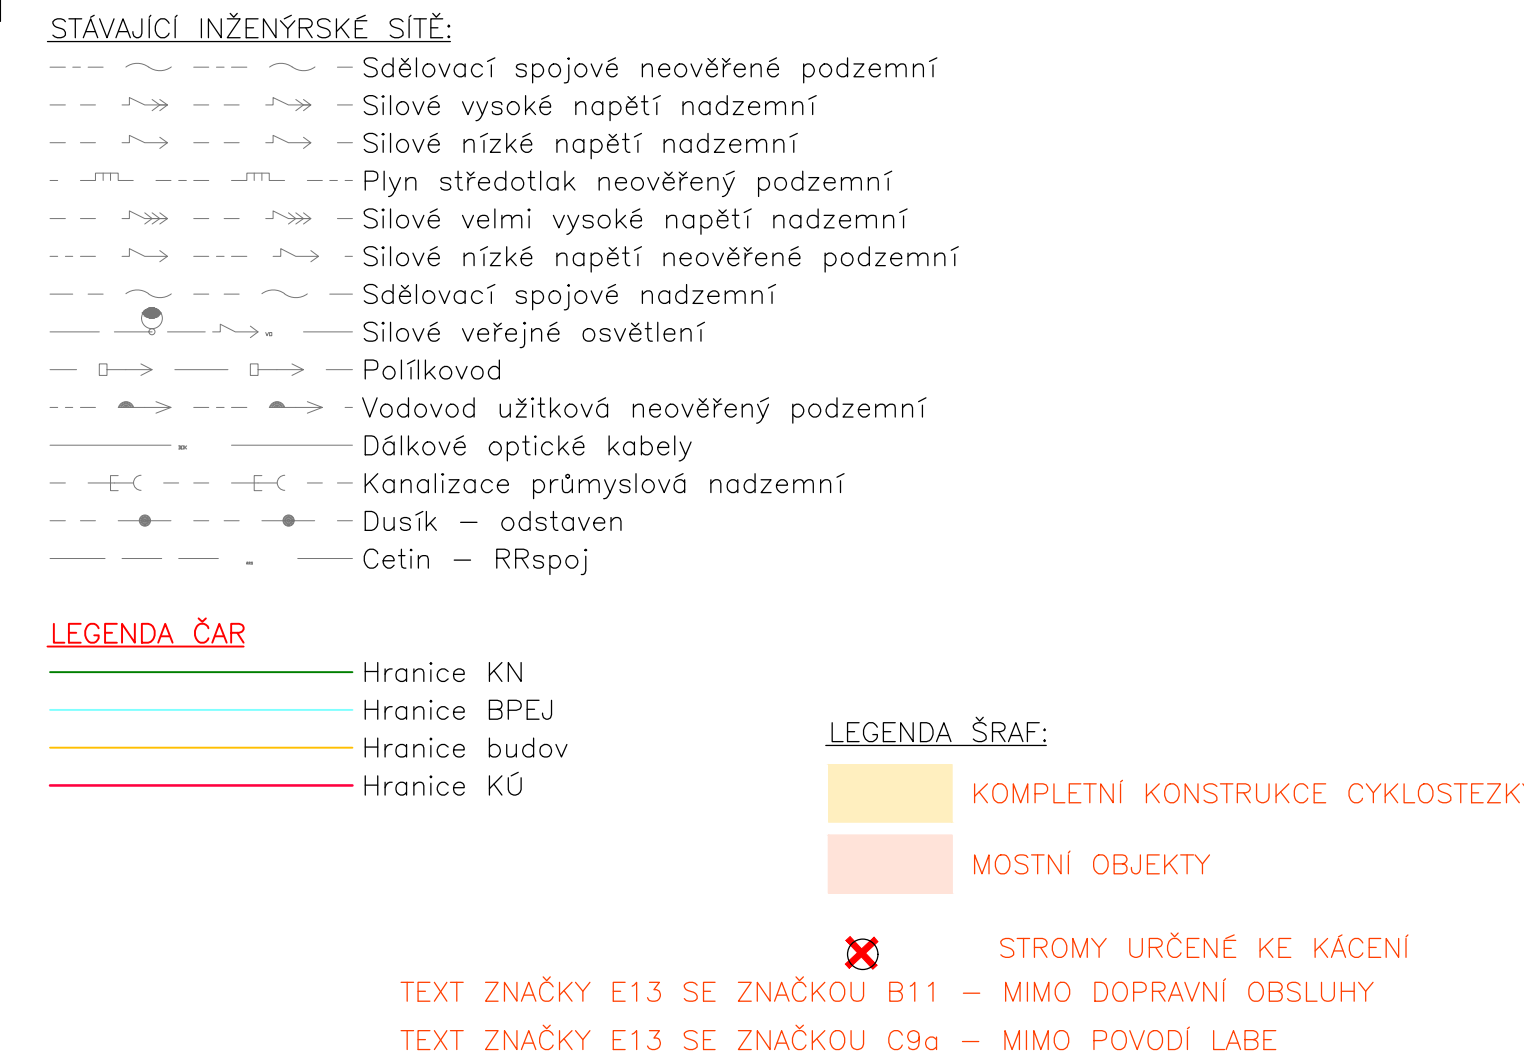 STÁVAJÍCÍ INŽENÝRSKÉ SÍTĚ:
Sdělovací spojové neověřené podzemní
Silové vysoké napětí nadzemní
Silové nízké napětí nadzemní
Plyn středotlak neověřený podzemní
Silové velmi vysoké napětí nadzemní
Silové nízké napětí neověřené podzemní
Sdělovací spojové nadzemní
Silové veřejné osvětlení
Polílkovod
Vodovod užitková neověřený podzemní
Dálkové optické kabely
Kanalizace průmyslová nadzemní
Dusík – odstaven
Cetin – RRspoj
LEGENDA ČAR
Hranice KN
Hranice BPEJ
Hranice budov
Hranice KÚ
LEGENDA ŠRAF:
KOMPLETNÍ KONSTRUKCE CYKLOSTEZKY
MOSTNÍ OBJEKTY
STROMY URČENÉ KE KÁCENÍ
TEXT ZNAČKY E13 SE ZNAČKOU B11 – MIMO DOPRAVNÍ OBSLUHY
TEXT ZNAČKY E13 SE ZNAČKOU C9a – MIMO POVODÍ LABE